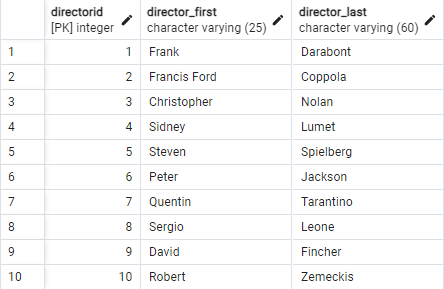 directorid director_first director_last
[PK] integer character varying (25) character varying (60)
1 1 Frank Darabont
2 2 Francis Ford Coppola
3 3 Christopher Nolan
4 4 Sidney Lumet
5 5 Steven Spielberg
6 6 Peter Jackson
7 7 Quentin Tarantino
8 8 Sergio Leone
9 9 David Fincher
10 10 Robert Zemeckis